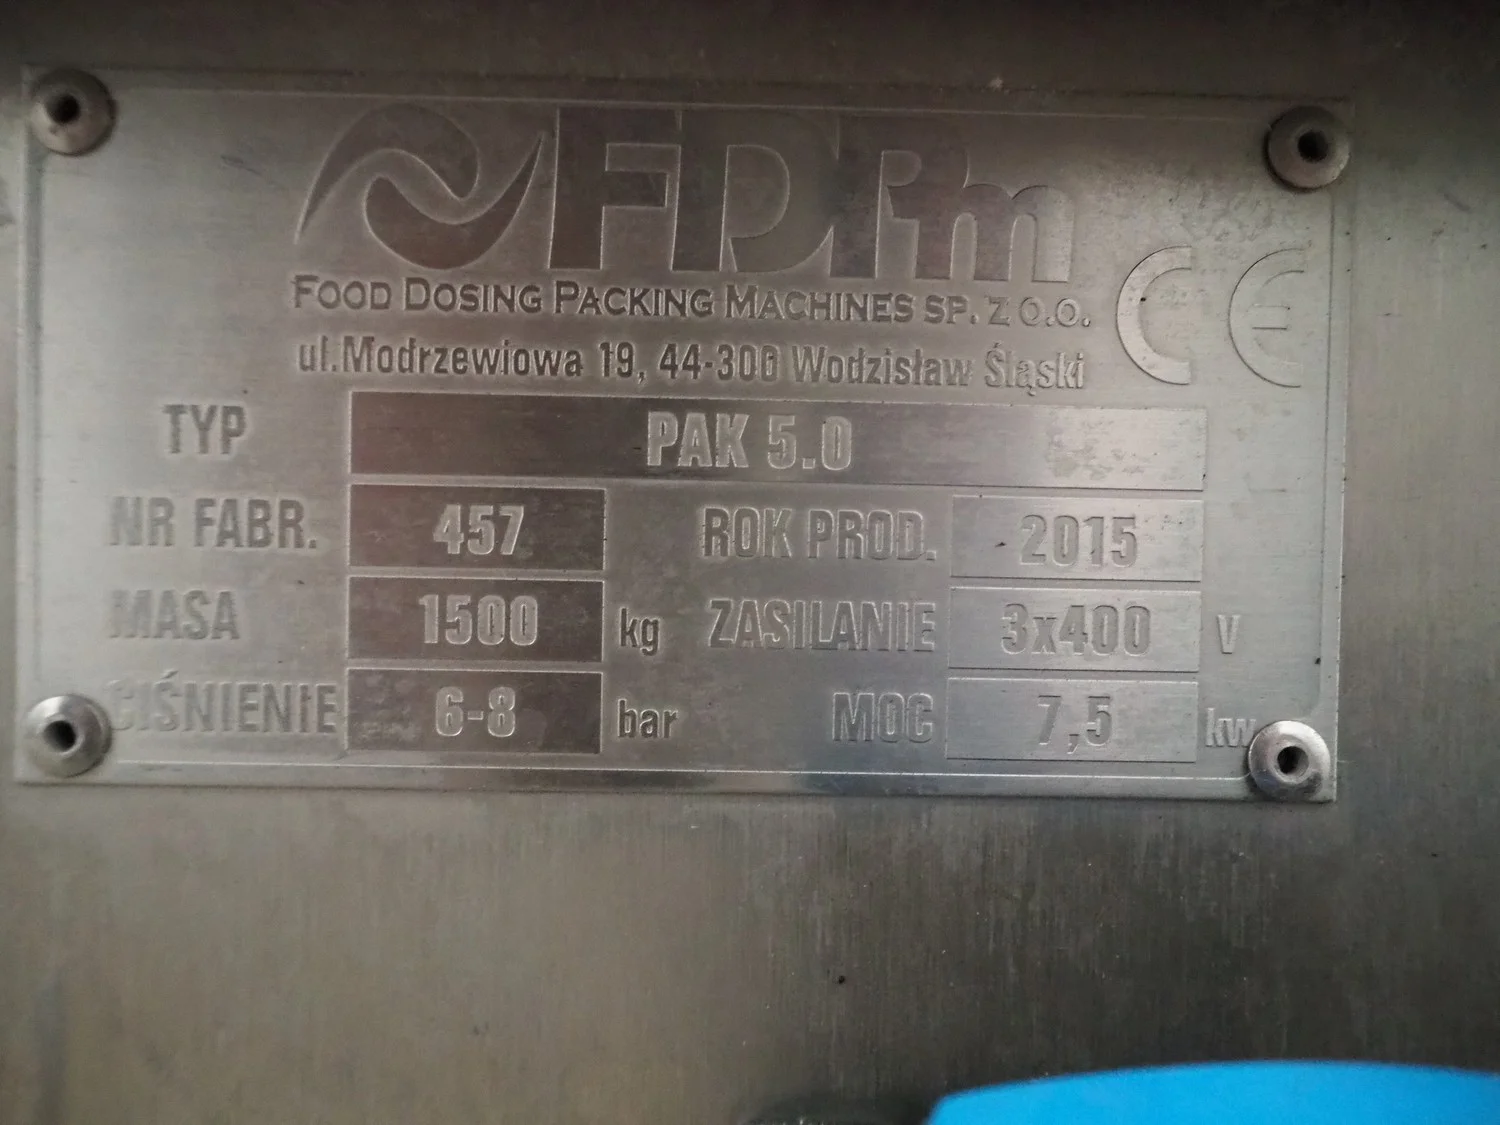 FDPm
FOOD DOSING PACKING MACHINES SP. Z O.O.
ul.Modrzewiowa 19, 44-300 Wodzisław Śląski
CE
TYP PAK 5.0
NR FABR. 457 ROK PROD. 2015
MASA 1500 kg ZASILANIE 3x400 V
CIŚNIENIE 6-8 bar MOC 7,5 kw